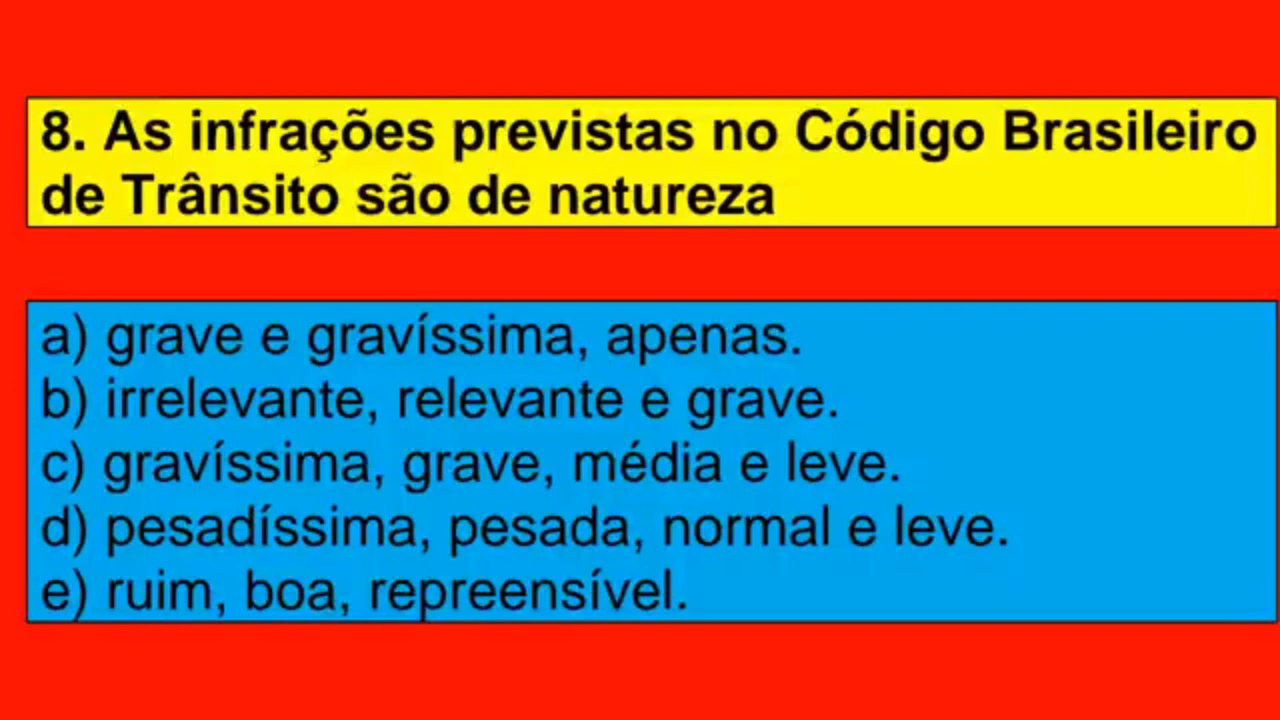 8. As infrações previstas no Código Brasileiro
de Trânsito são de natureza
a) grave e gravíssima, apenas.
b) irrelevante, relevante e grave.
c) gravíssima, grave, média e leve.
d) pesadíssima, pesada, normal e leve.
e) ruim, boa, repreensível.